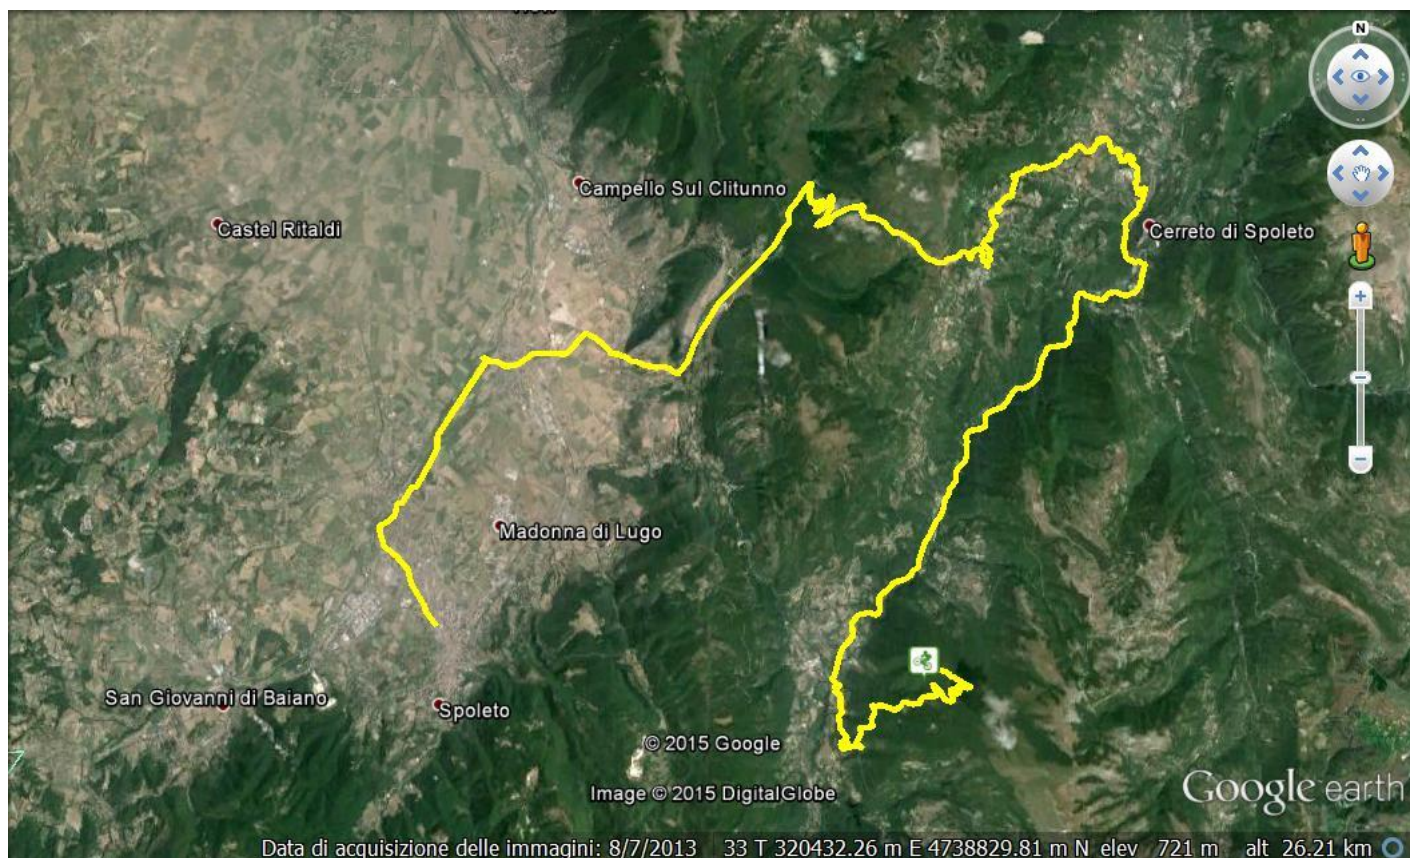 N
Campello Sul Clitunno
Castel Ritaldi
Cerreto di Spoleto
Madonna di Lugo
San Giovanni di Baiano
Spoleto
© 2015 Google
Image © 2015 DigitalGlobe
Google earth
Data di acquisizione delle immagini: 8/7/2013 33 T 320432.26 m E 4738829.81 m N elev 721 m alt 26.21 km